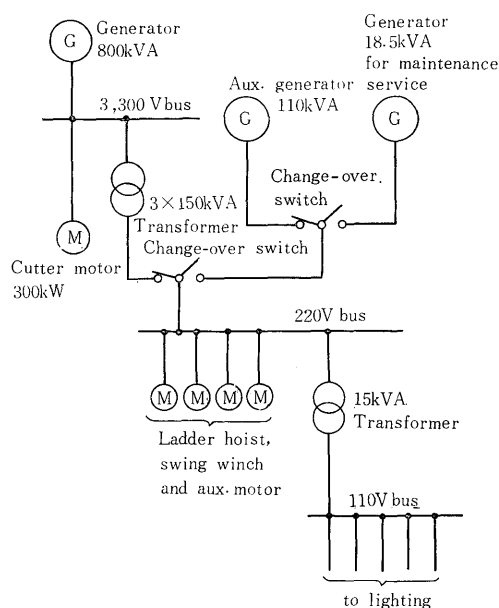 Generator
800kVA
G
Generator
18.5kVA
for maintenance
service
Aux. generator
110kVA
G
G
3,300 Vbus
Change-over.
switch
3×150kVA
Transformer
Change-over switch
M
Cutter motor
300kW
220V bus
M
M
M
M
15kVA
Transformer
Ladder hoist,
swing winch
and aux. motor
110V bus
to lighting